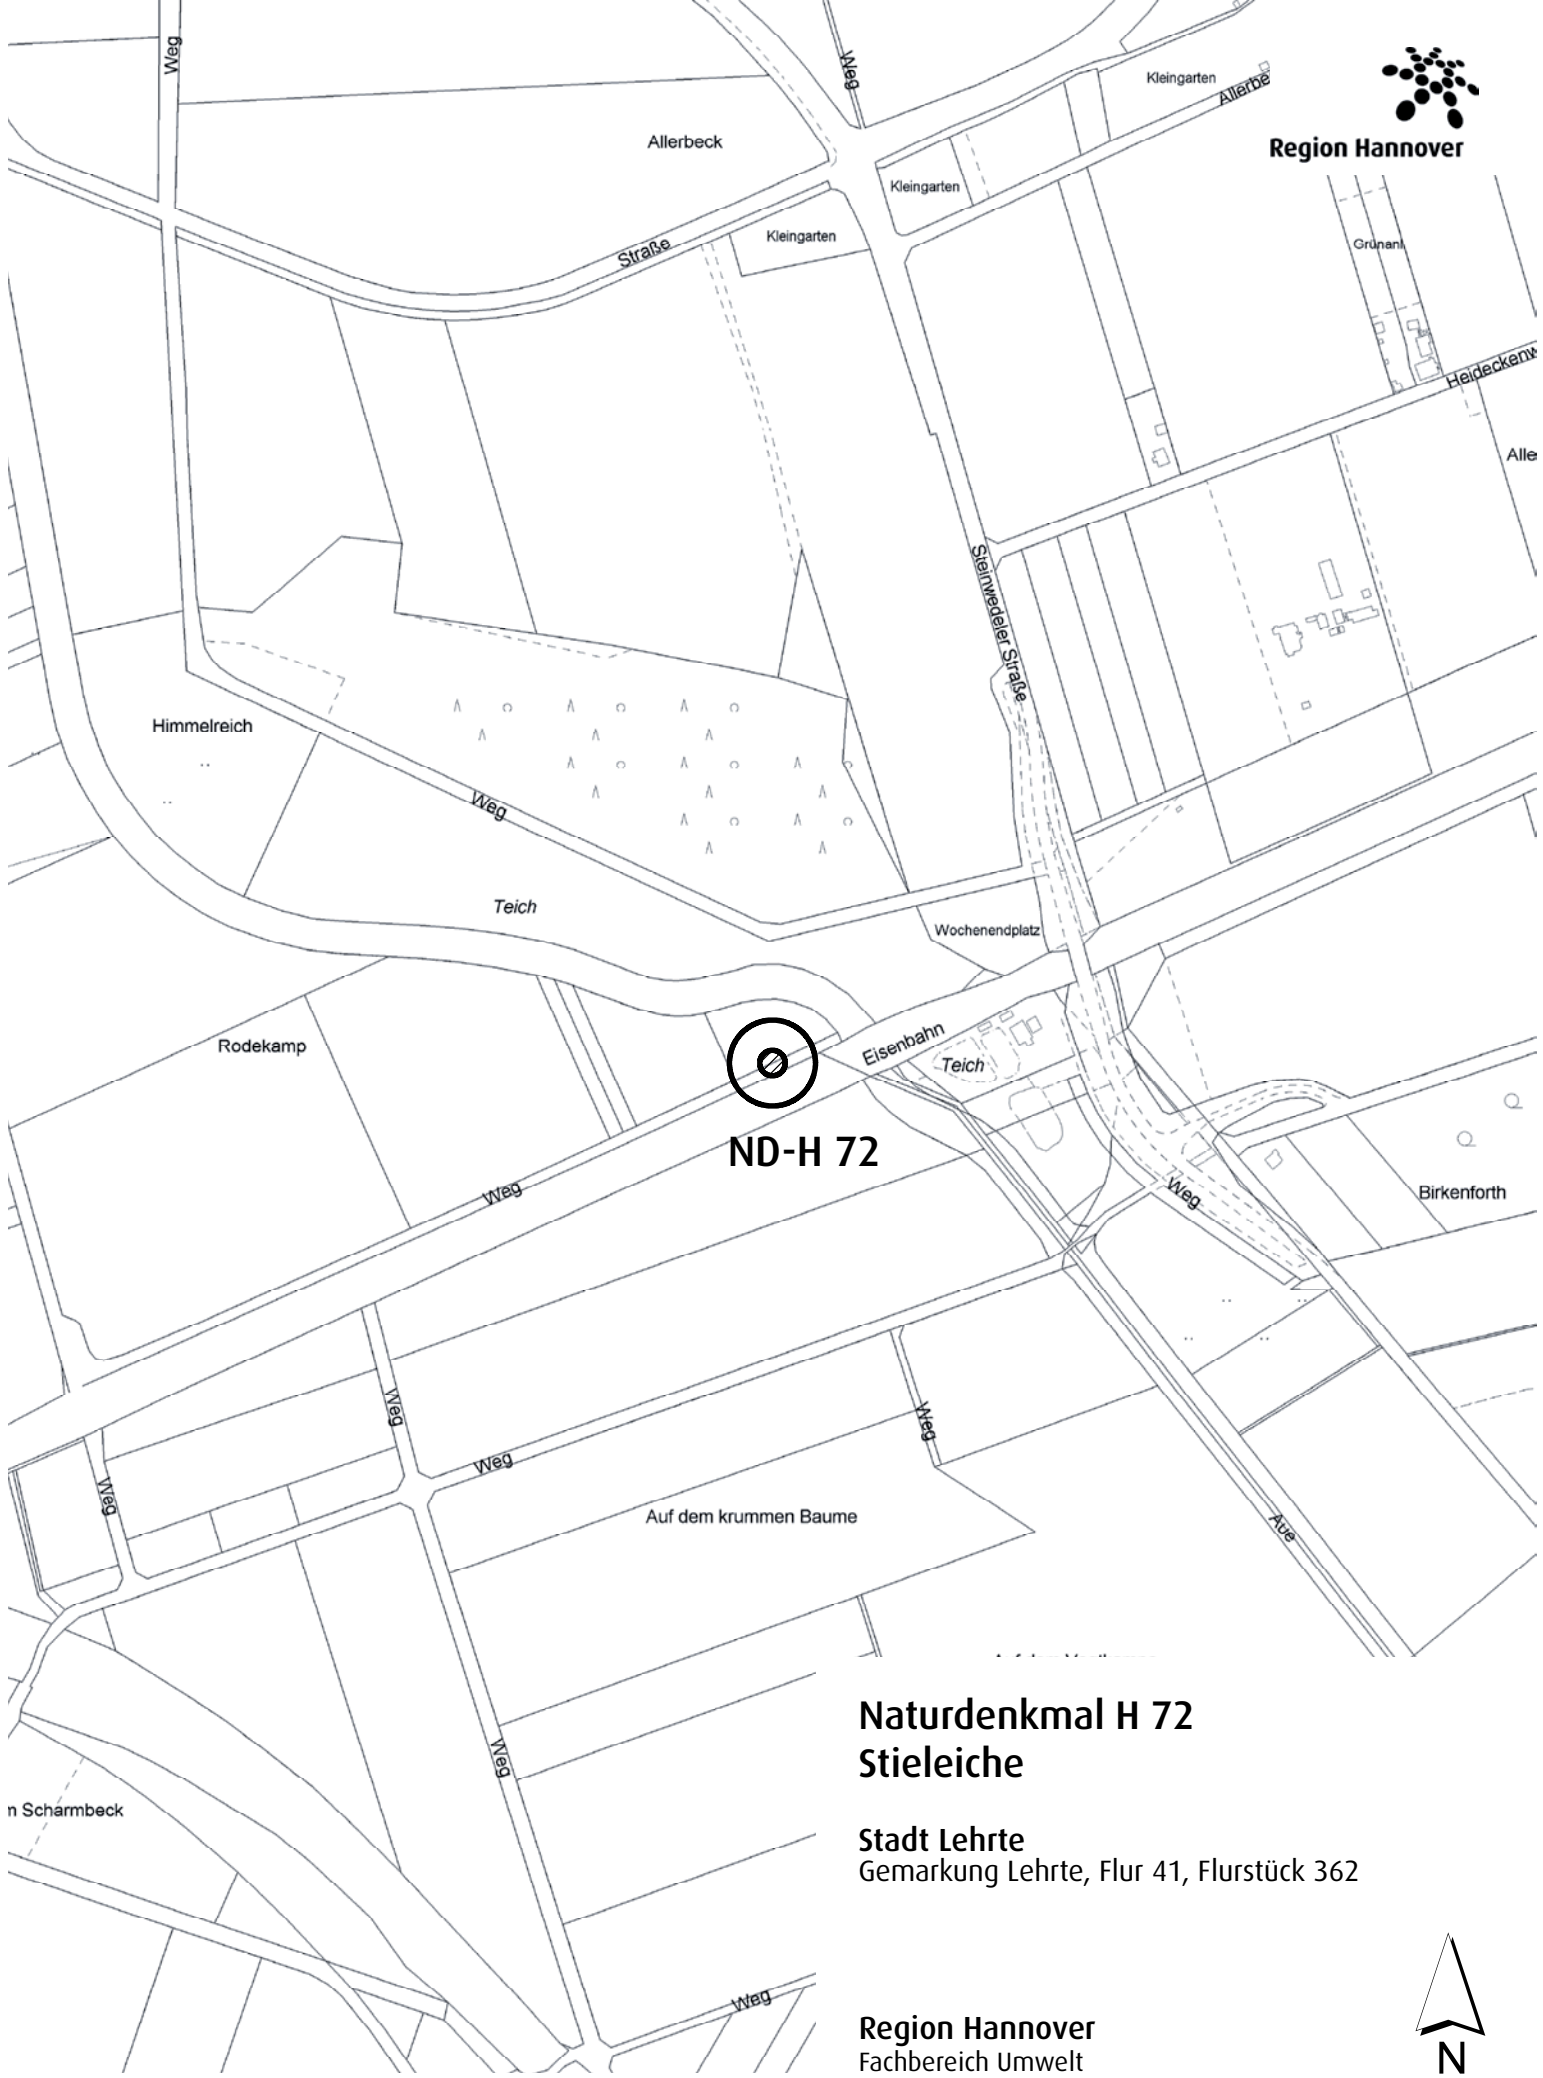 Weg
Weg
Kleingarten
Allerbe
Region Hannover
Allerbeck
Kleingarten
Kleingarten
Straße
Grünanl
Heideckenw
Alle
Steinwedeler Straße
Himmelreich
Weg
Teich
Wochenendplatz
Rodekamp
Eisenbahn
Teich
ND-H 72
Weg
Weg
Birkenforth
Weg
Weg
Weg
Weg
Auf dem krummen Baume
Aue
Naturdenkmal H 72
Stieleiche
Weg
Scharmbeck
Stadt Lehrte
Gemarkung Lehrte, Flur 41, Flurstück 362
Weg
Region Hannover
Fachbereich Umwelt
N